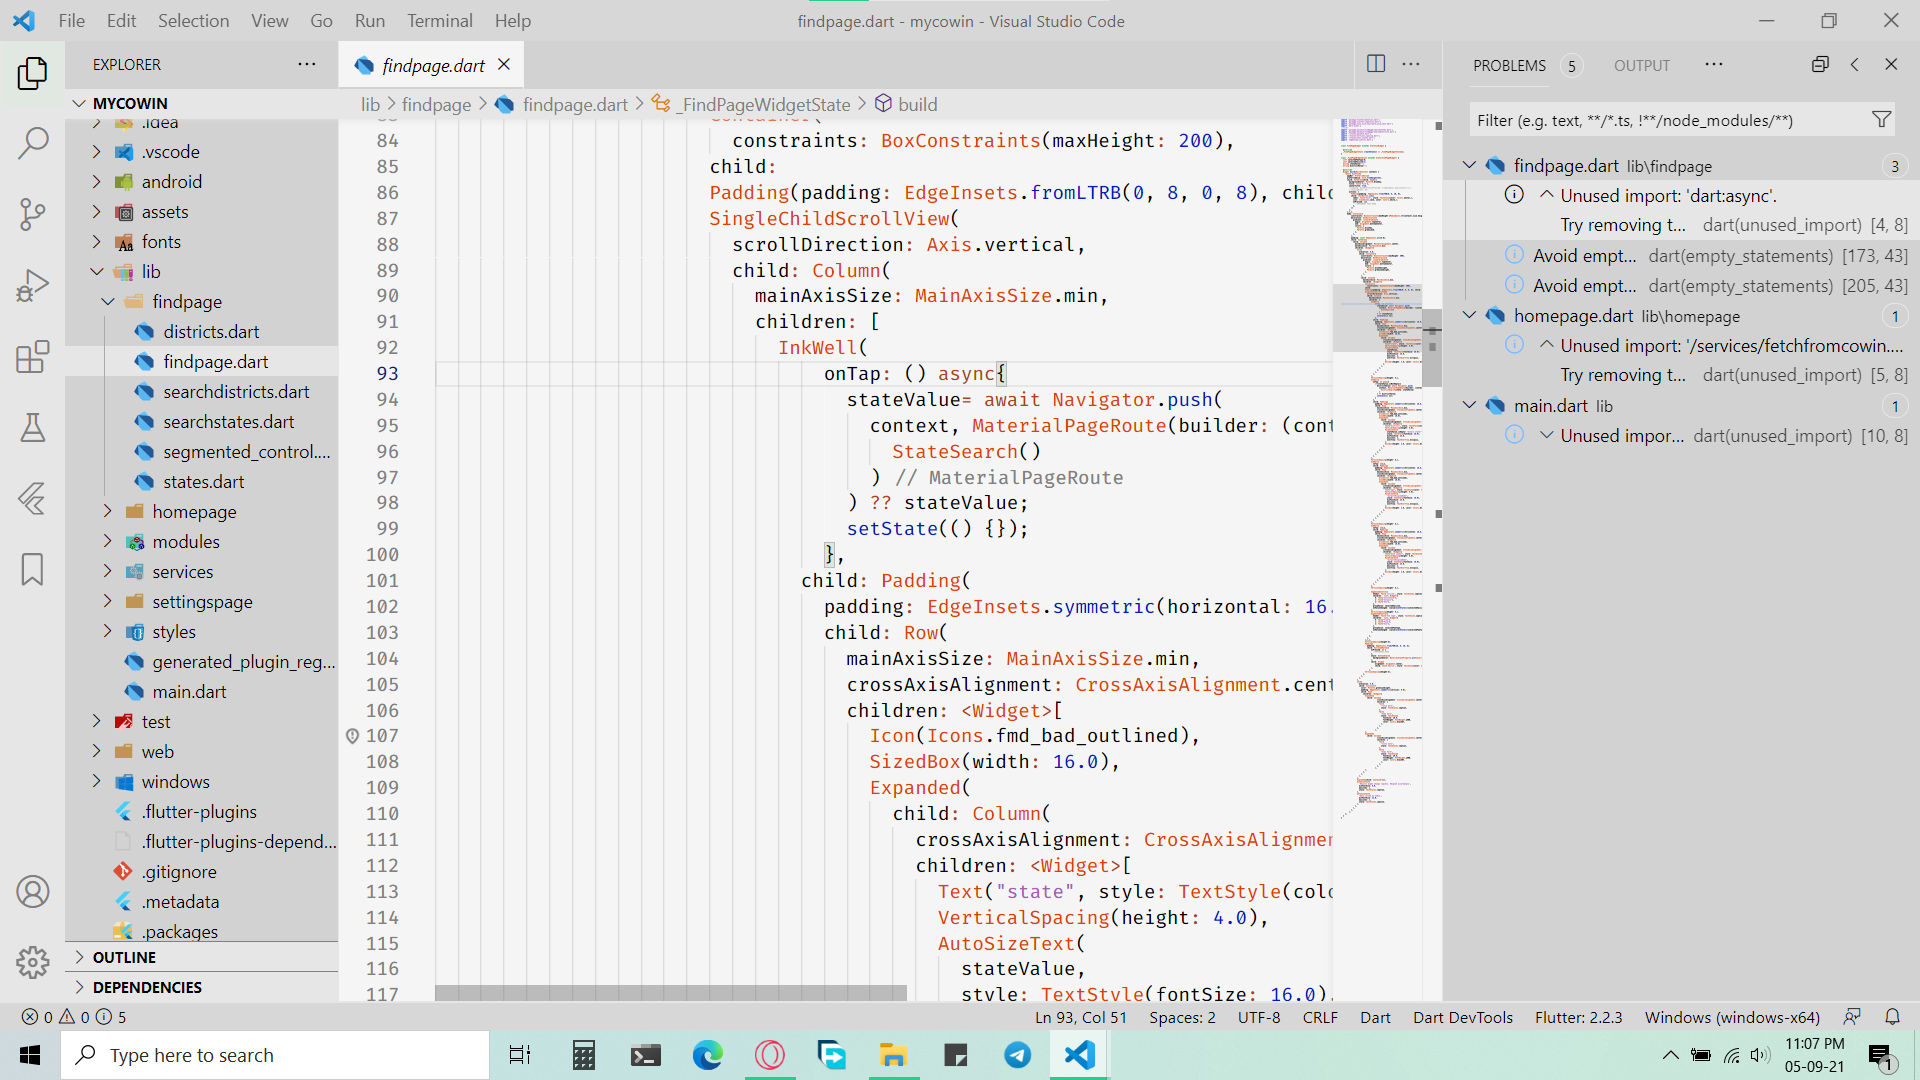 File Edit Selection View Go Run Terminal Help
findpage.dart - mycowin - Visual Studio Code
EXPLORER
MYCOWIN
.idea
.vscode
android
assets
fonts
lib
findpage
districts.dart
findpage.dart
searchdistricts.dart
searchstates.dart
segmented_control....
states.dart
homepage
modules
services
settingspage
styles
generated_plugin_reg...
main.dart
test
web
windows
.flutter-plugins
.flutter-plugins-depend...
.gitignore
.metadata
.packages
OUTLINE
DEPENDENCIES
findpage.dart
lib > findpage > findpage.dart > _FindPageWidgetState > build
83 Container(
84 constraints: BoxConstraints(maxHeight: 200),
85 child:
86 Padding(padding: EdgeInsets.fromLTRB(0, 8, 0, 8), chil
87 SingleChildScrollView(
88 scrollDirection: Axis.vertical,
89 child: Column(
90 mainAxisSize: MainAxisSize.min,
91 children: [
92 InkWell(
93 onTap: () async{
94 stateValue= await Navigator.push(
95 context, MaterialPageRoute(builder: (cont
96 StateSearch()
97 ) // MaterialPageRoute
98 ) ?? stateValue;
99 setState(() {});
100 },
101 child: Padding(
102 padding: EdgeInsets.symmetric(horizontal: 16.
103 child: Row(
104 mainAxisSize: MainAxisSize.min,
105 crossAxisAlignment: CrossAxisAlignment.cent
106 children: <Widget>[
107 Icon(Icons.fmd_bad_outlined),
108 SizedBox(width: 16.0),
109 Expanded(
110 child: Column(
111 crossAxisAlignment: CrossAxisAlignmen
112 children: <Widget>[
113 Text("state", style: TextStyle(colo
114 VerticalSpacing(height: 4.0),
115 AutoSizeText(
116 stateValue,
117 style: TextStyle(fontSize: 16.0),
PROBLEMS 5 OUTPUT
Filter (e.g. text, **/*.ts, !**/node_modules/**)
findpage.dart lib\findpage 3
Unused import: 'dart:async'.
Try removing t... dart(unused_import) [4, 8]
Avoid empt... dart(empty_statements) [173, 43]
Avoid empt... dart(empty_statements) [205, 43]
homepage.dart lib\homepage 1
Unused import: '/services/fetchfromcowin....
Try removing t... dart(unused_import) [5, 8]
main.dart lib 1
Unused impor... dart(unused_import) [10, 8]
0 0 5
Ln 93, Col 51 Spaces: 2 UTF-8 CRLF Dart Dart DevTools Flutter: 2.2.3 Windows (windows-x64)
Type here to search
11:07 PM
05-09-21
1